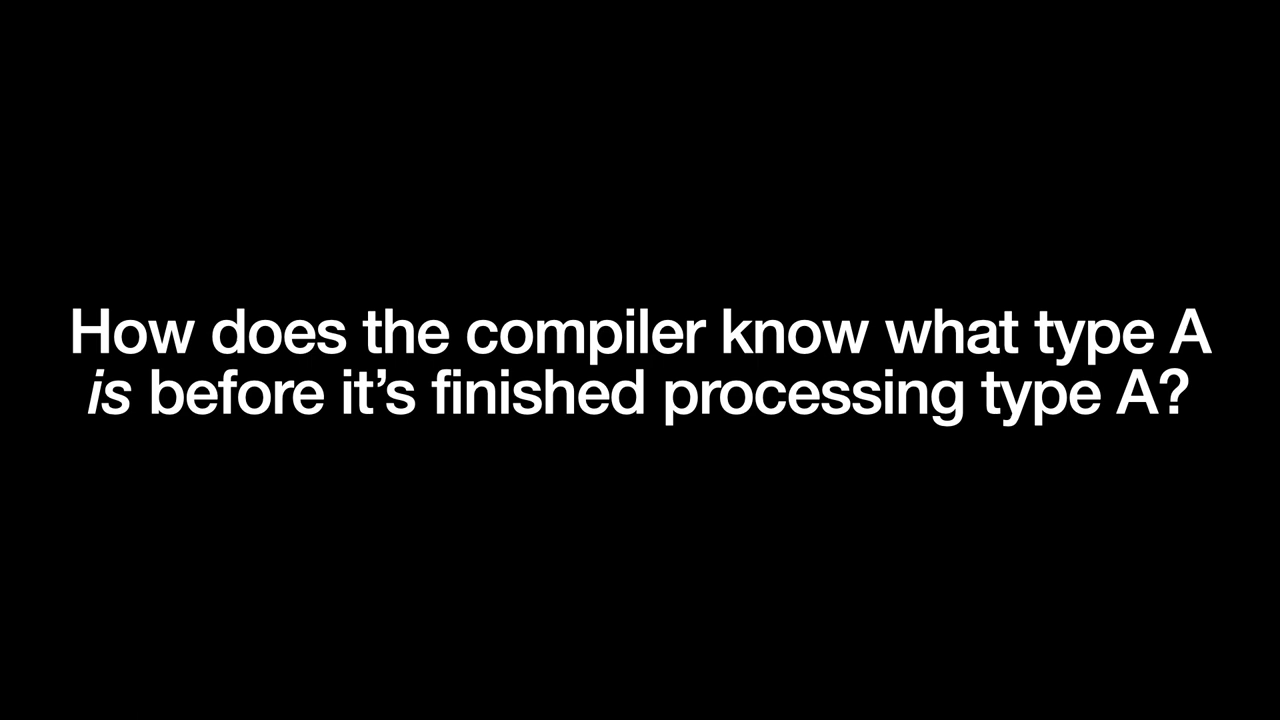 How does the compiler know what type A
is before it’s finished processing type A?